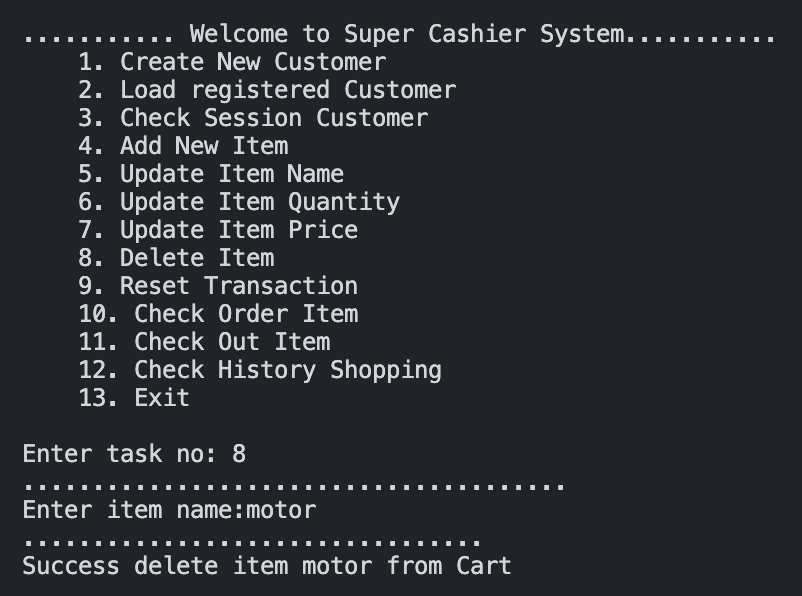 ........... Welcome to Super Cashier System...........
1. Create New Customer
2. Load registered Customer
3. Check Session Customer
4. Add New Item
5. Update Item Name
6. Update Item Quantity
7. Update Item Price
8. Delete Item
9. Reset Transaction
10. Check Order Item
11. Check Out Item
12. Check History Shopping
13. Exit
Enter task no: 8
.......................................
Enter item name:motor
.................................
Success delete item motor from Cart